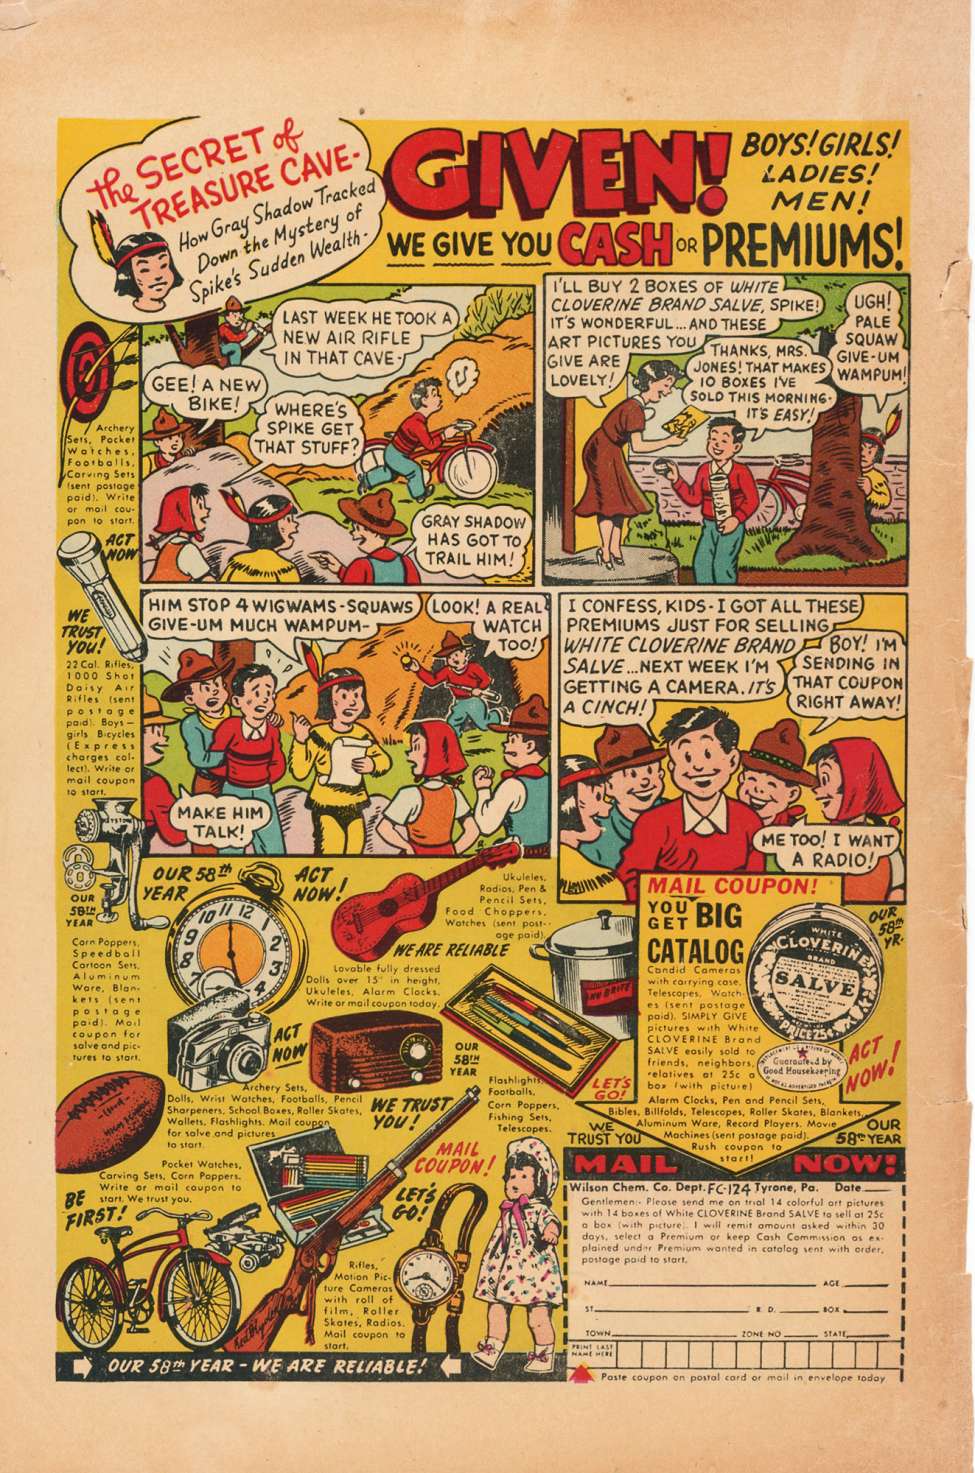 the SECRET of
TREASURE CAVE-
How Gray Shadow Tracked
Down the Mystery of
Spike's Sudden Wealth-
GIVEN!
BOYS! GIRLS!
LADIES!
MEN!
WE GIVE YOU CASH OR PREMIUMS!
LAST WEEK HE TOOK A
NEW AIR RIFLE
IN THAT CAVE-
GEE! A NEW
BIKE!
WHERE'S
SPIKE GET
THAT STUFF?
GRAY SHADOW
HAS GOT TO
TRAIL HIM!
I'LL BUY 2 BOXES OF WHITE
CLOVERINE BRAND SALVE, SPIKE!
IT'S WONDERFUL...AND THESE
ART PICTURES YOU
GIVE ARE
LOVELY!
THANKS, MRS.
JONES! THAT MAKES
10 BOXES I'VE
SOLD THIS MORNING-
IT'S EASY!
UGH!
PALE
SQUAW
GIVE-UM
WAMPUM!
HIM STOP 4 WIGWAMS-SQUAWS
GIVE-UM MUCH WAMPUM-
LOOK! A REAL
WATCH
TOO!
MAKE HIM
TALK!
I CONFESS, KIDS-I GOT ALL THESE
PREMIUMS JUST FOR SELLING
WHITE CLOVERINE BRAND
SALVE...NEXT WEEK I'M
GETTING A CAMERA. IT'S
A CINCH!
BOY! I'M
SENDING IN
THAT COUPON
RIGHT AWAY!
ME TOO! I WANT
A RADIO!
Archery
Sets, Pocket
Watches,
Footballs,
Carving Sets
(sent postage
paid). Write
or mail cou-
pon to start.
ACT
NOW
WE
TRUST
YOU!
22 Cal. Rifles,
1000 Shot
Daisy Air
Rifles (sent
postage
paid). Boys—
girls Bicycles
(Express
charges col-
lect). Write or
mail coupon
to start.
KEYSTONE
OUR
58TH
YEAR
Corn Poppers,
Speedball
Cartoon Sets,
Aluminum
Ware, Blan-
kets (sent
postage
paid). Mail
coupon for
salve and pic-
tures to start.
OUR 58th
YEAR
ACT
NOW!
10 11 12 1
9 2
8 3
7 4
Ukuleles,
Radios, Pen &
Pencil Sets,
Food Choppers,
Watches (sent post-
age paid).
WE ARE RELIABLE
Lovable fully dressed
Dolls over 15" in height,
Ukuleles, Alarm Clocks.
Write or mail coupon today.
ACT
NOW
OUR
58TH
YEAR
Archery Sets,
Dolls, Wrist Watches, Footballs, Pencil
Sharpeners, School Boxes, Roller Skates,
Wallets, Flashlights. Mail coupon
for salve and pictures
to start.
WE TRUST
YOU!
Flashlights,
Footballs,
Corn Poppers,
Fishing Sets,
Telescopes.
LET'S
GO!
Pocket Watches,
Carving Sets, Corn Poppers,
Write or mail coupon to
start. We trust you.
BE
FIRST!
MAIL
COUPON!
LET'S
GO!
Rifles,
Motion Pic-
ture Cameras
with roll of
film, Roller
Skates, Radios.
Mail coupon to
start.
OUR 58th YEAR - WE ARE RELIABLE!
MAIL COUPON!
YOU
GET BIG
CATALOG
Candid Cameras
with carrying case,
Telescopes, Watch-
es (sent postage
paid). SIMPLY GIVE
pictures with White
CLOVERINE Brand
SALVE easily sold to
friends, neighbors,
relatives at 25c a
box (with picture)
WHITE
CLOVERINE
BRAND
SALVE
OUR
58th
YR.
Guaranteed by
Good Housekeeping
ACT
NOW!
Alarm Clocks, Pen and Pencil Sets,
Bibles, Billfolds, Telescopes, Roller Skates, Blankets,
Aluminum Ware, Record Players, Movie
Machines (sent postage paid).
Rush coupon to
start!
WE
TRUST YOU
OUR
58th YEAR
MAIL NOW!
Wilson Chem. Co. Dept. FC-124 Tyrone, Pa. Date
Gentlemen:- Please send me on trial 14 colorful art pictures
with 14 boxes of White CLOVERINE Brand SALVE to sell at 25c
a box (with picture). I will remit amount asked within 30
days, select a Premium or keep Cash Commission as ex-
plained under Premium wanted in catalog sent with order,
postage paid to start.
NAME AGE
ST. R. D. BOX
TOWN ZONE NO STATE
PRINT LAST
NAME HERE
Paste coupon on postal card or mail in envelope today